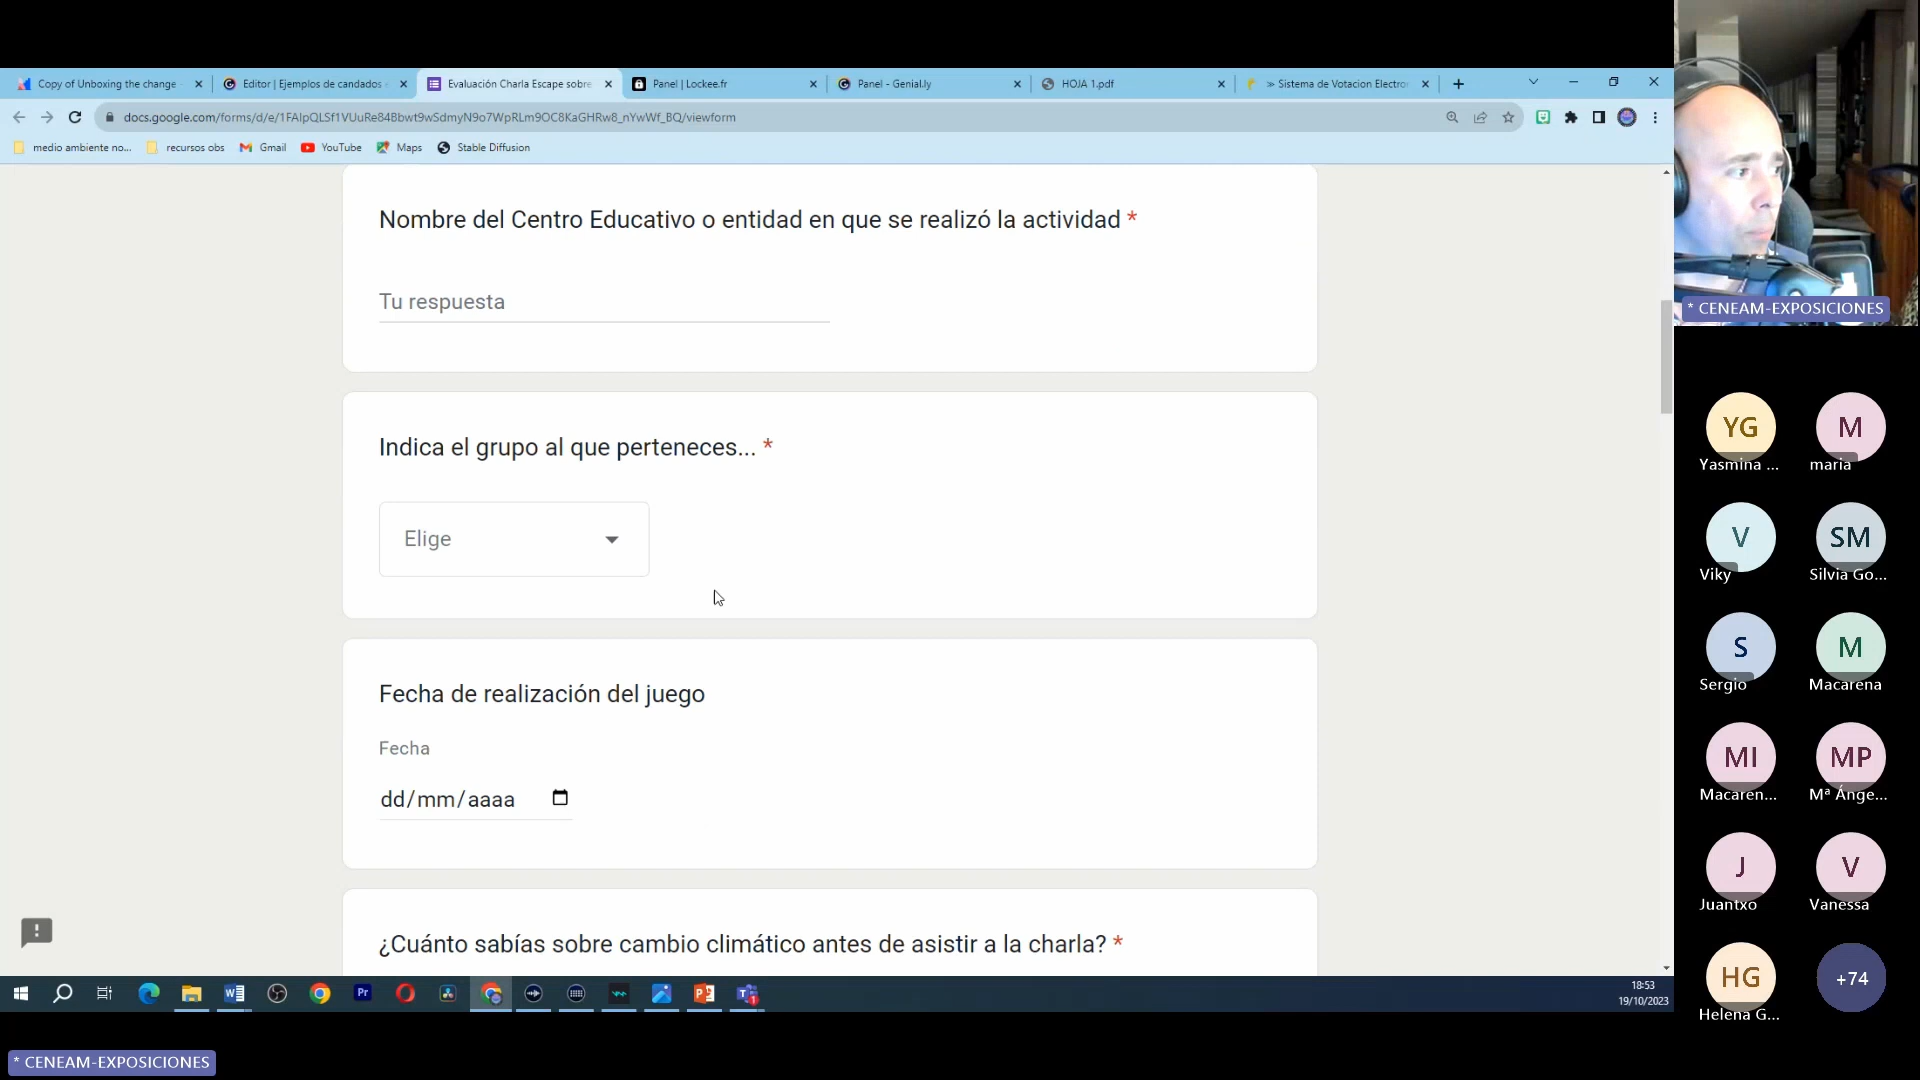 Copy of Unboxing the change
Editor | Ejemplos de candados
Evaluación Charla Escape sobre
Panel | Lockee.fr
Panel - Genial.ly
HOJA 1.pdf
» Sistema de Votacion Electror
docs.google.com/forms/d/e/1FAIpQLSf1VUuRe84Bbwt9wSdmyN9o7WpRLm9OC8KaGHRw8_nYwWf_BQ/viewform
medio ambiente no...
recursos obs
Gmail
YouTube
Maps
Stable Diffusion
Nombre del Centro Educativo o entidad en que se realizó la actividad *
Tu respuesta
Indica el grupo al que perteneces... *
Elige
Fecha de realización del juego
Fecha
dd/mm/aaaa
¿Cuánto sabías sobre cambio climático antes de asistir a la charla? *
18:53
19/10/2023
* CENEAM-EXPOSICIONES
* CENEAM-EXPOSICIONES
YG
Yasmina ...
M
maria
V
Viky
SM
Silvia Go...
S
Sergio
M
Macarena
MI
Macaren...
MP
Mª Ánge...
J
Juantxo
V
Vanessa
HG
Helena G...
+74